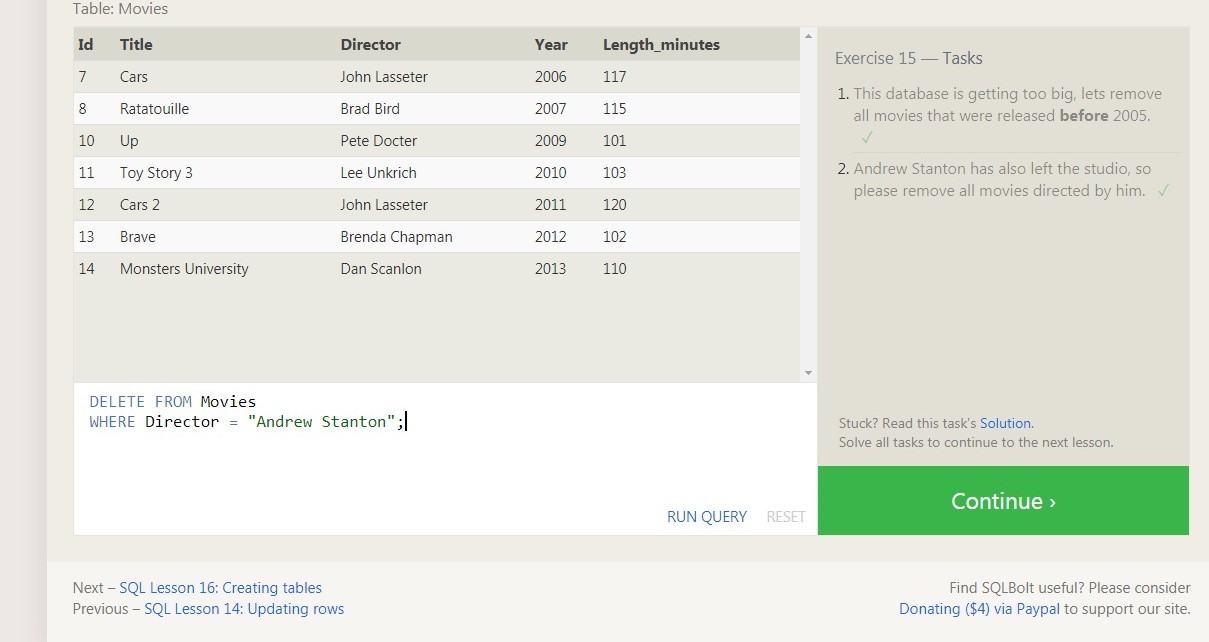 Table: Movies
Id Title Director Year Length_minutes
7 Cars John Lasseter 2006 117
8 Ratatouille Brad Bird 2007 115
10 Up Pete Docter 2009 101
11 Toy Story 3 Lee Unkrich 2010 103
12 Cars 2 John Lasseter 2011 120
13 Brave Brenda Chapman 2012 102
14 Monsters University Dan Scanlon 2013 110
DELETE FROM Movies
WHERE Director = "Andrew Stanton";
RUN QUERY RESET
Exercise 15 — Tasks
1. This database is getting too big, lets remove
all movies that were released before 2005.
✓
2. Andrew Stanton has also left the studio, so
please remove all movies directed by him. ✓
Stuck? Read this task's Solution.
Solve all tasks to continue to the next lesson.
Continue ›
Next – SQL Lesson 16: Creating tables
Previous – SQL Lesson 14: Updating rows
Find SQLBolt useful? Please consider
Donating ($4) via Paypal to support our site.